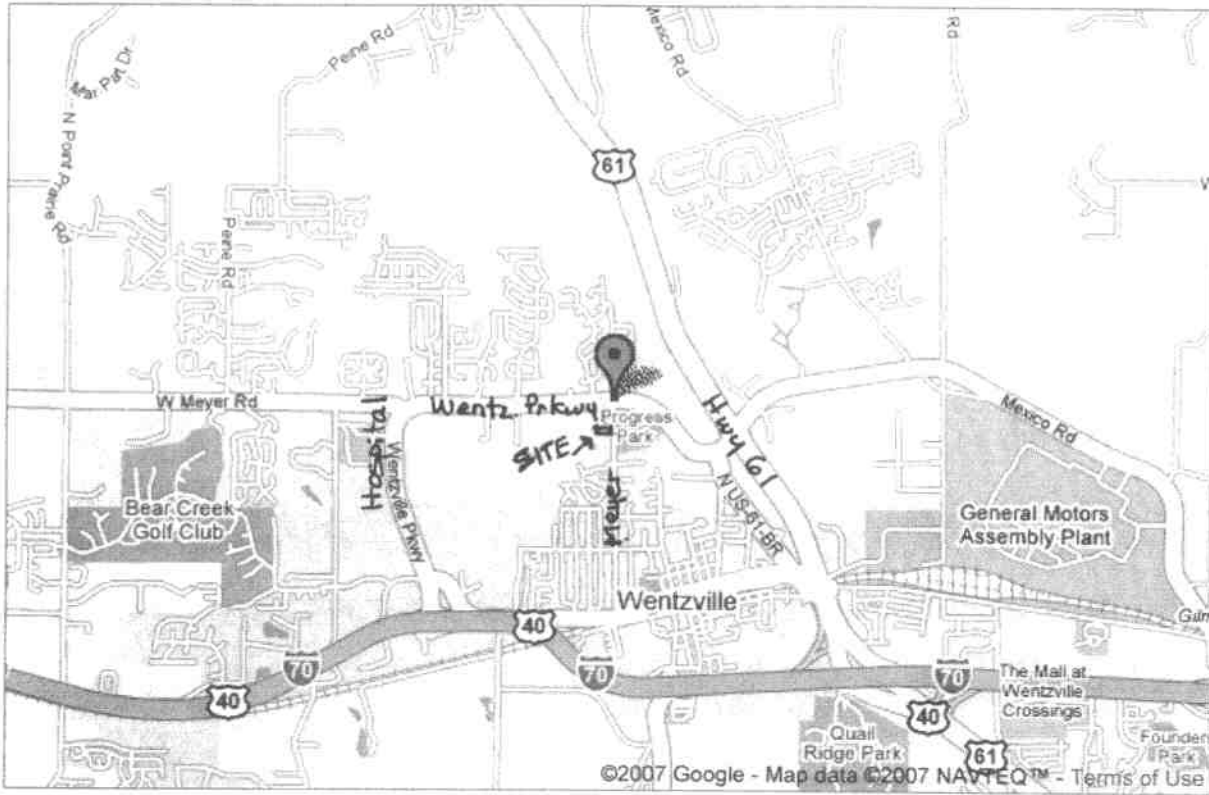 Mexico Rd
Rd
Peine Rd
Mar Pat Dr
N Point Prairie Rd
61
Peine Rd
W
W Meyer Rd
Hospital
Wentz. Prkwy
Progress
Park
SITE →
Meyer
Hwy 61
N US-61-BR
Mexico Rd
Wentzville Pkwy
Bear Creek
Golf Club
General Motors
Assembly Plant
Wentzville
40
70
70
40
70
40
61
Gilm
The Mall at
Wentzville
Crossings
Quail
Ridge Park
Founders
Park
©2007 Google - Map data ©2007 NAVTEQ™ - Terms of Use